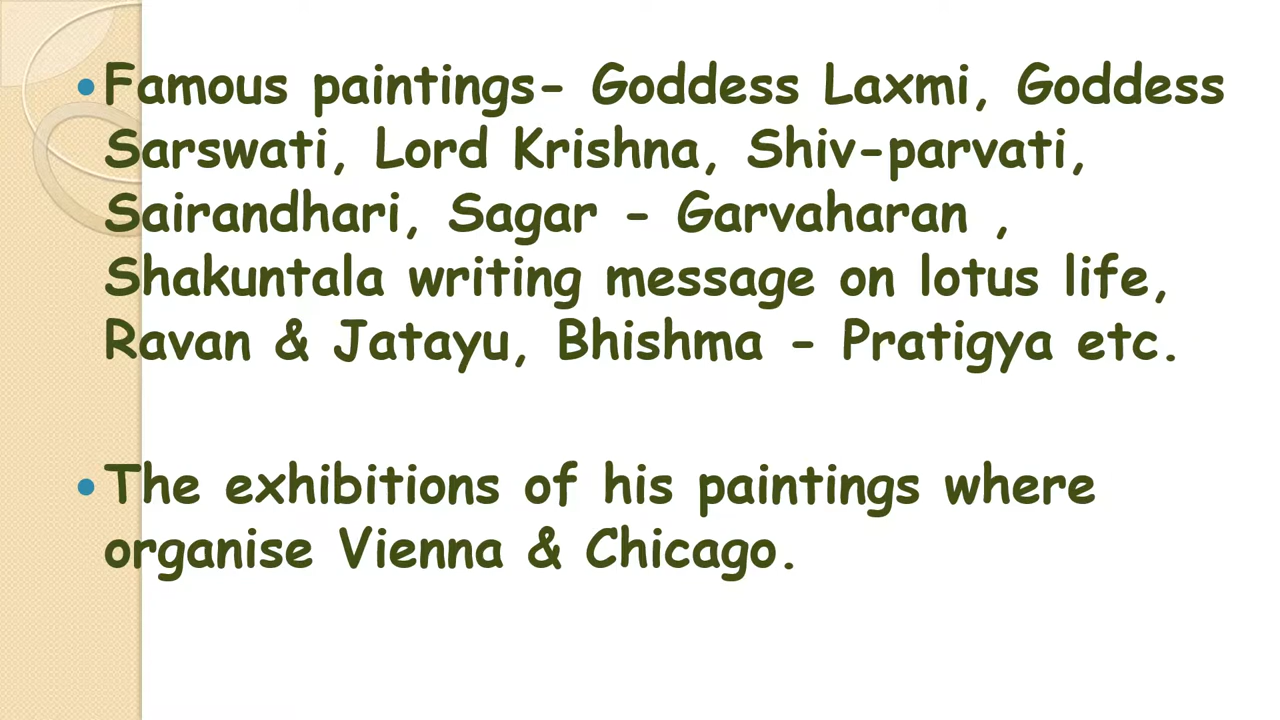 •Famous paintings- Goddess Laxmi, Goddess
Sarswati, Lord Krishna, Shiv-parvati,
Sairandhari, Sagar - Garvaharan ,
Shakuntala writing message on lotus life,
Ravan & Jatayu, Bhishma - Pratigya etc.
•The exhibitions of his paintings where
organise Vienna & Chicago.